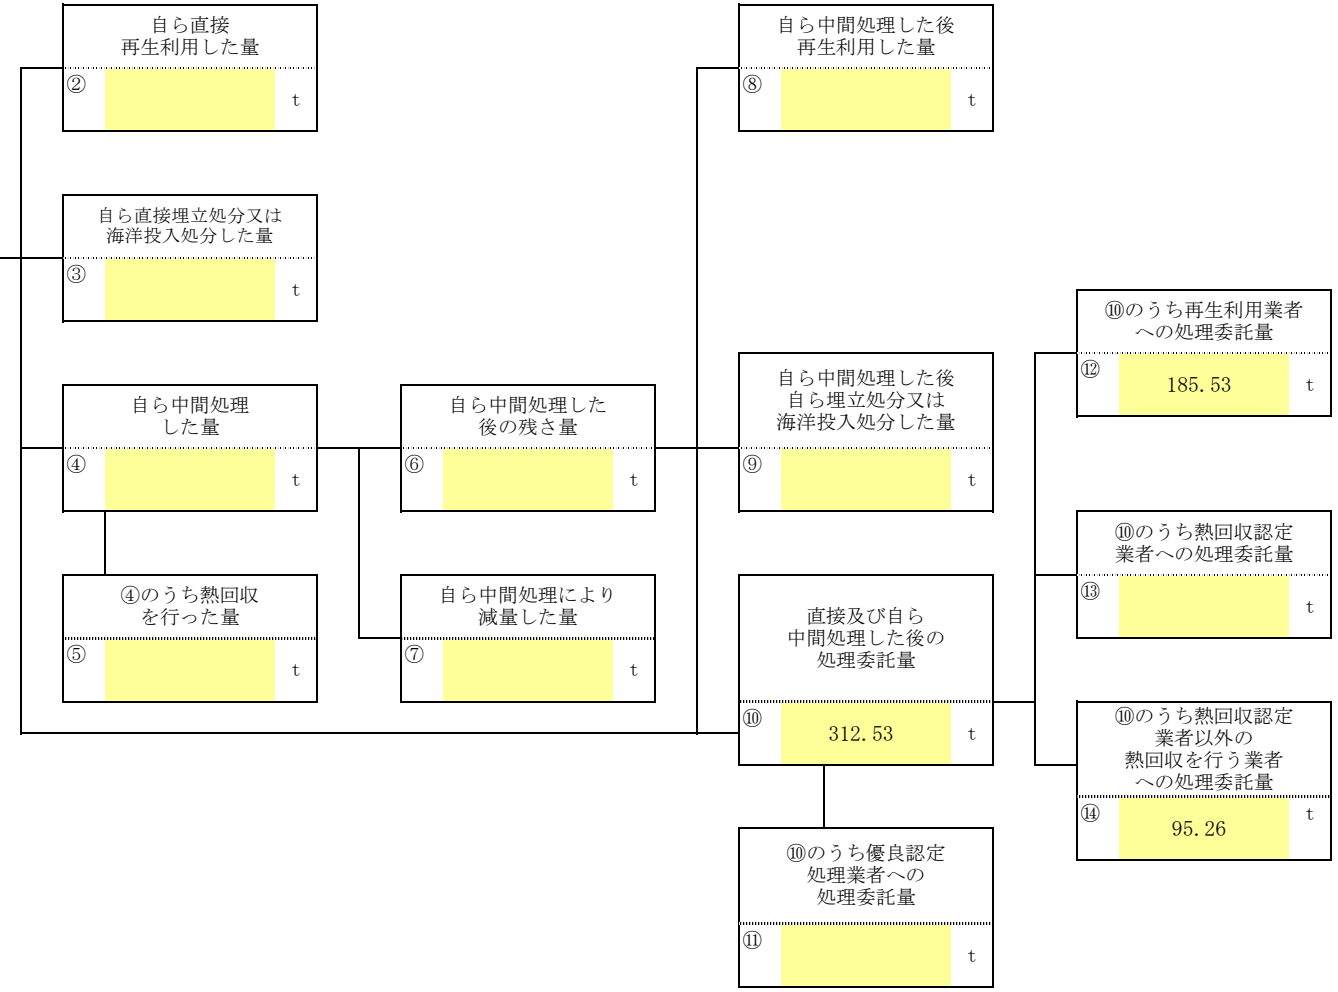 自ら直接
再生利用した量
②
t
自ら中間処理した後
再生利用した量
⑧
t
自ら直接埋立処分又は
海洋投入処分した量
③
t
⑩のうち再生利用業者
への処理委託量
⑫
185.53
t
自ら中間処理
した量
④
t
自ら中間処理した
後の残さ量
⑥
t
自ら中間処理した後
自ら埋立処分又は
海洋投入処分した量
⑨
t
⑩のうち熱回収認定
業者への処理委託量
⑬
t
④のうち熱回収
を行った量
⑤
t
自ら中間処理により
減量した量
⑦
t
直接及び自ら
中間処理した後の
処理委託量
⑩
312.53
t
⑩のうち熱回収認定
業者以外の
熱回収を行う業者
への処理委託量
⑭
95.26
t
⑩のうち優良認定
処理業者への
処理委託量
⑪
t